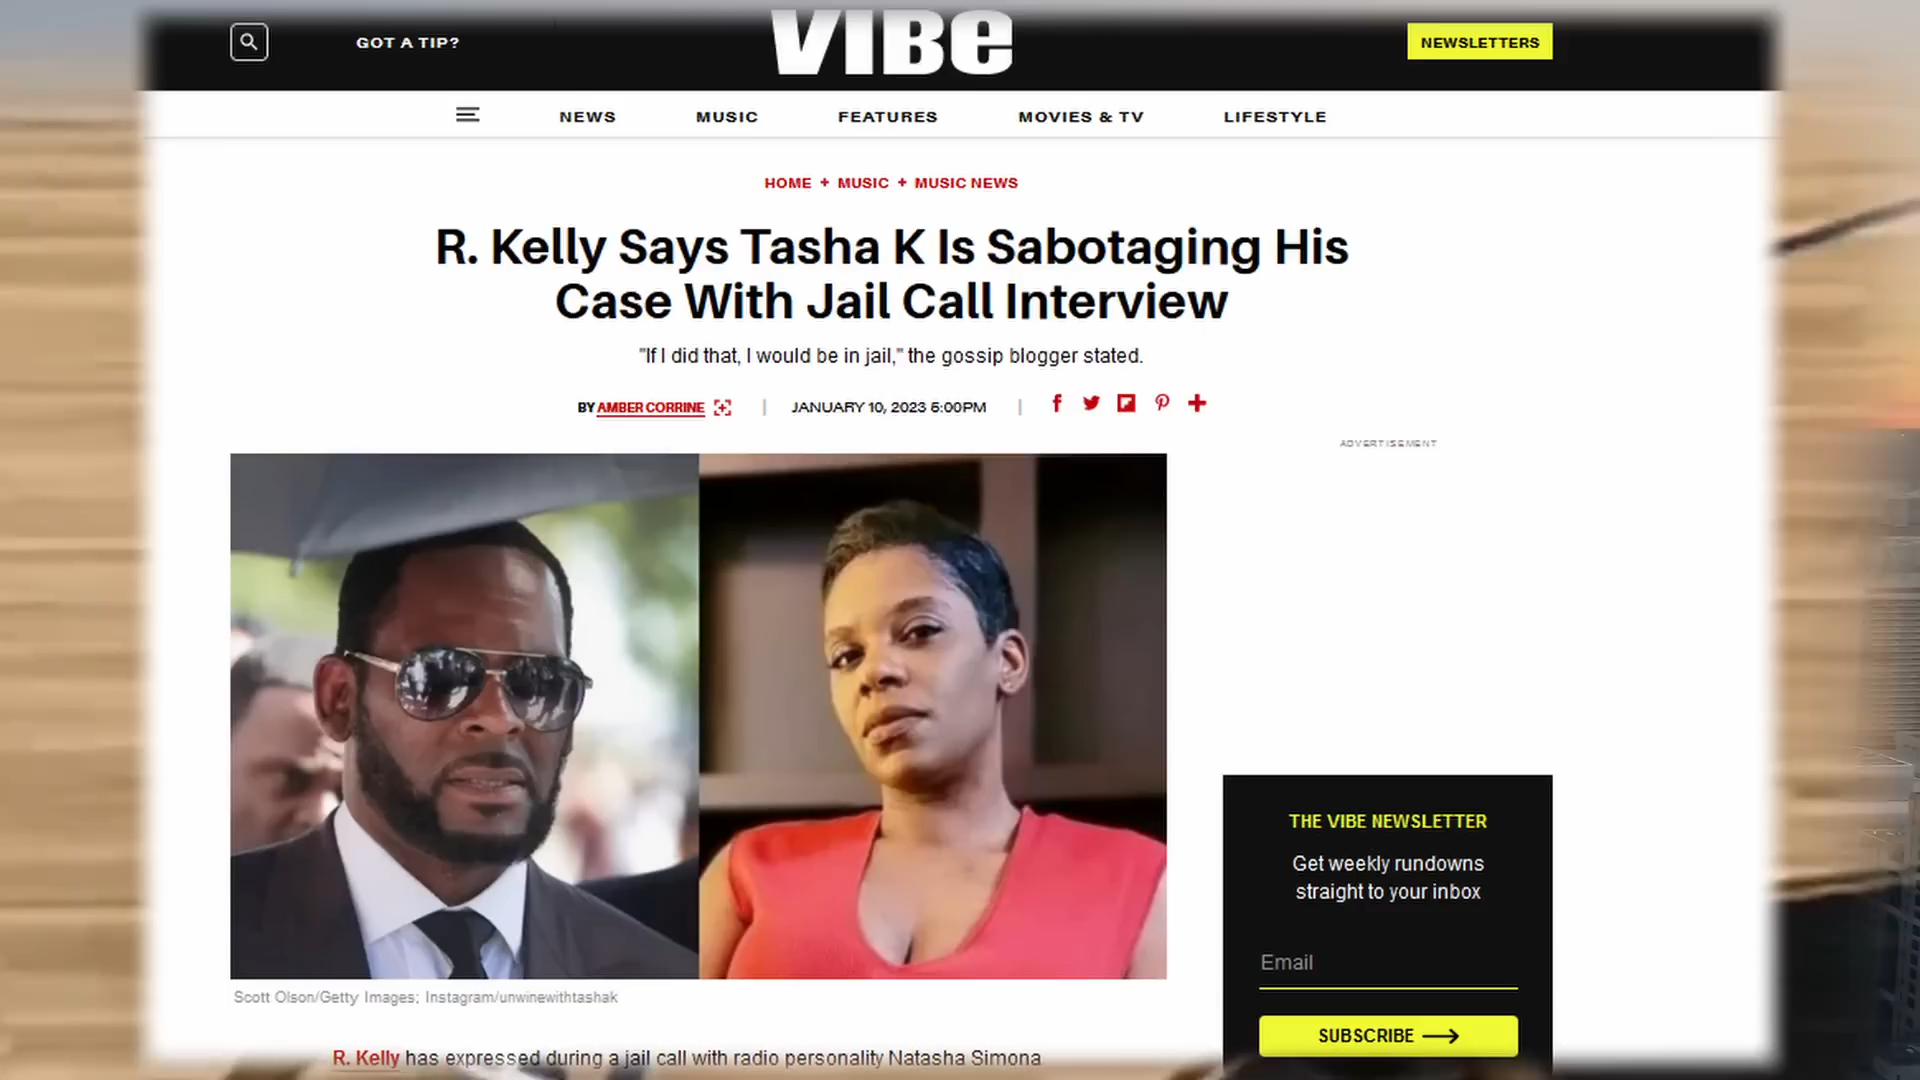 GOT A TIP?
VIBE
NEWSLETTERS
NEWS MUSIC FEATURES MOVIES & TV LIFESTYLE
HOME + MUSIC + MUSIC NEWS
R. Kelly Says Tasha K Is Sabotaging His
Case With Jail Call Interview
"If I did that, I would be in jail," the gossip blogger stated.
BY AMBER CORRINE | JANUARY 10, 2023 5:00PM |
ADVERTISEMENT
Scott Olson/Getty Images; Instagram/unwinewithtashak
R. Kelly has expressed during a jail call with radio personality Natasha Simona
THE VIBE NEWSLETTER
Get weekly rundowns
straight to your inbox
Email
SUBSCRIBE